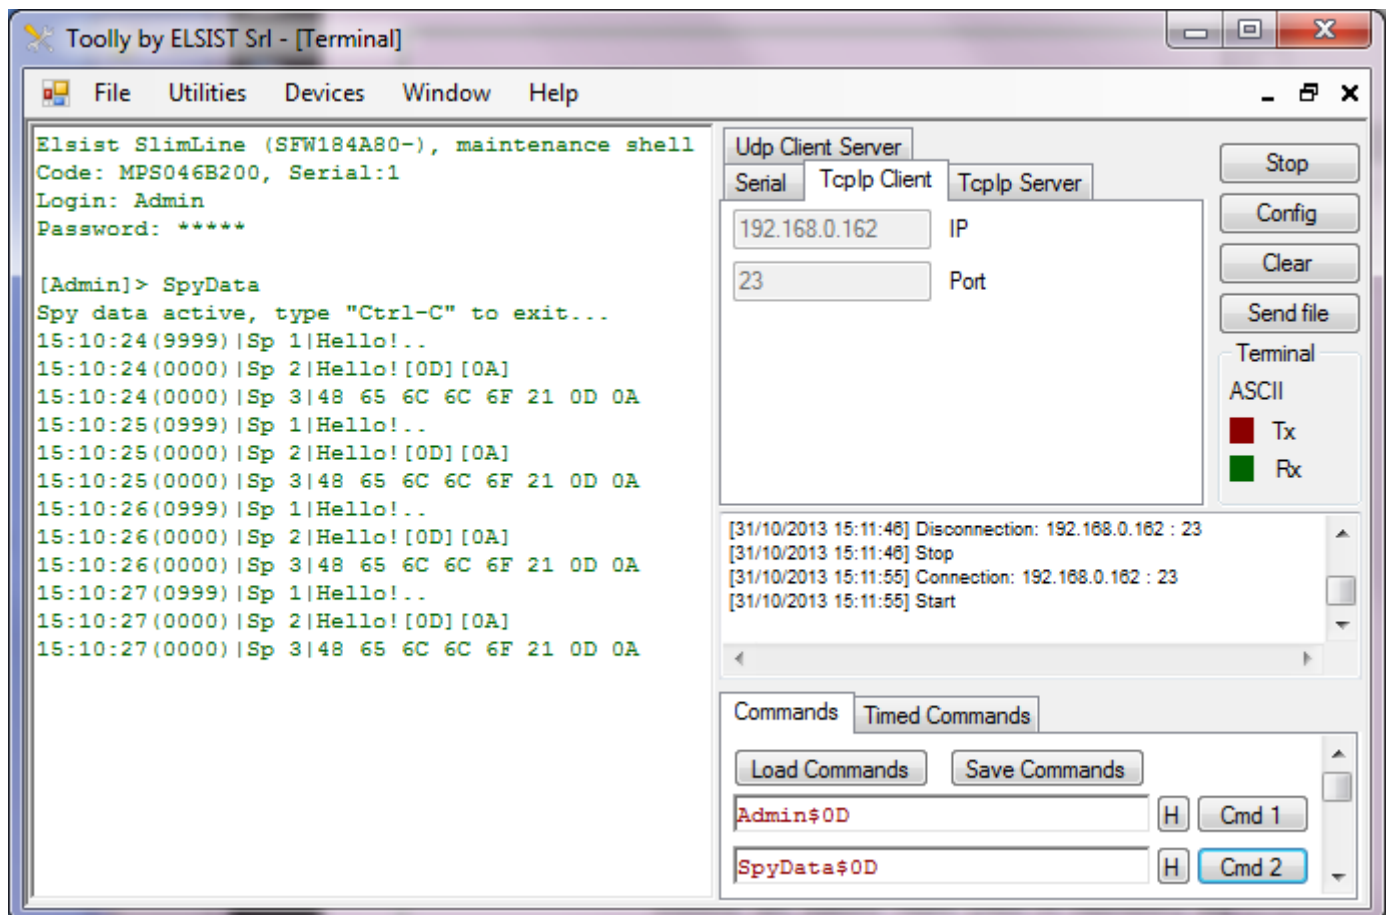 Toolly by ELSIST Srl - [Terminal]
File Utilities Devices Window Help
Elsist SlimLine (SFW184A80-), maintenance shell
Code: MPS046B200, Serial:1
Login: Admin
Password: *****
[Admin]> SpyData
Spy data active, type "Ctrl-C" to exit...
15:10:24(9999)|Sp 1|Hello!..
15:10:24(0000)|Sp 2|Hello![0D][0A]
15:10:24(0000)|Sp 3|48 65 6C 6C 6F 21 0D 0A
15:10:25(0999)|Sp 1|Hello!..
15:10:25(0000)|Sp 2|Hello![0D][0A]
15:10:25(0000)|Sp 3|48 65 6C 6C 6F 21 0D 0A
15:10:26(0999)|Sp 1|Hello!..
15:10:26(0000)|Sp 2|Hello![0D][0A]
15:10:26(0000)|Sp 3|48 65 6C 6C 6F 21 0D 0A
15:10:27(0999)|Sp 1|Hello!..
15:10:27(0000)|Sp 2|Hello![0D][0A]
15:10:27(0000)|Sp 3|48 65 6C 6C 6F 21 0D 0A
Udp Client Server
Serial TcpIp Client TcpIp Server
192.168.0.162 IP
23 Port
Stop
Config
Clear
Send file
Terminal
ASCII
Tx
Rx
[31/10/2013 15:11:46] Disconnection: 192.168.0.162 : 23
[31/10/2013 15:11:46] Stop
[31/10/2013 15:11:55] Connection: 192.168.0.162 : 23
[31/10/2013 15:11:55] Start
Commands Timed Commands
Load Commands Save Commands
Admin$0D H Cmd 1
SpyData$0D H Cmd 2